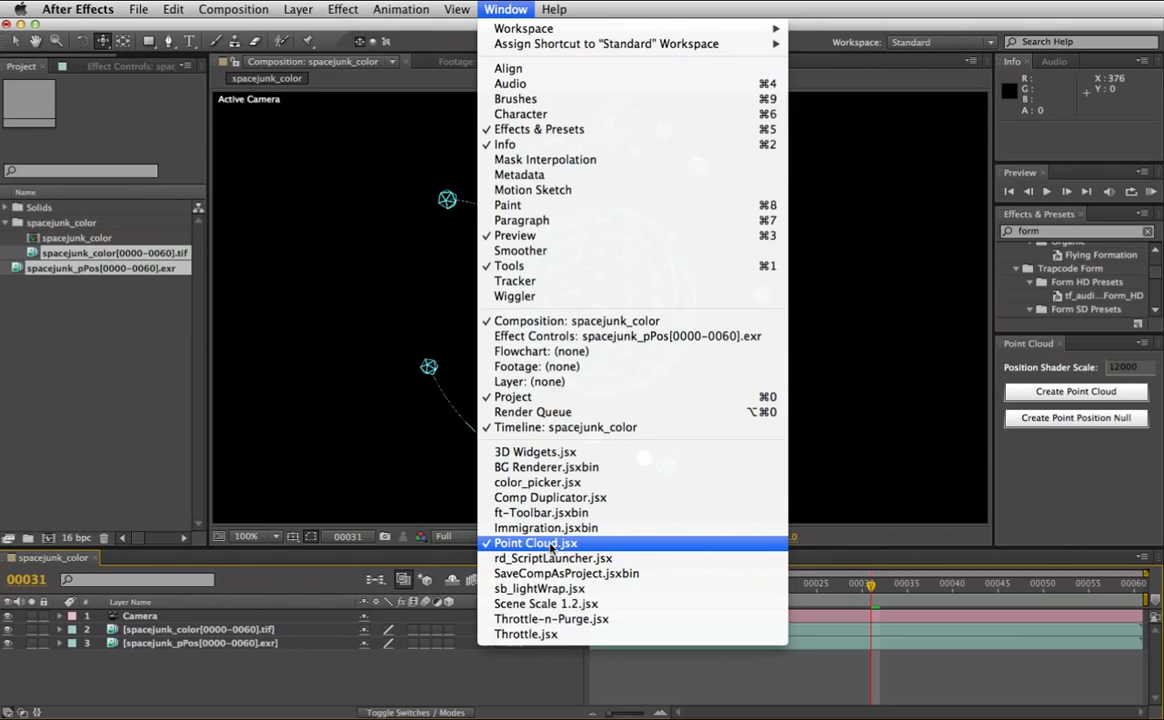 After Effects File Edit Composition Layer Effect Animation View Window Help
Workspace
Assign Shortcut to “Standard” Workspace
Align
Audio ⌘4
Brushes ⌘9
Character ⌘6
✓ Effects & Presets ⌘5
✓ Info ⌘2
Mask Interpolation
Metadata
Motion Sketch
Paint ⌘8
Paragraph ⌘7
✓ Preview ⌘3
Smoother
✓ Tools ⌘1
Tracker
Wiggler
✓ Composition: spacejunk_color
Effect Controls: spacejunk_pPos[0000-0060].exr
Flowchart: (none)
Footage: (none)
Layer: (none)
✓ Project ⌘0
Render Queue ⌥⌘0
✓ Timeline: spacejunk_color
3D Widgets.jsx
BG Renderer.jsxbin
color_picker.jsx
Comp Duplicator.jsx
ft-Toolbar.jsxbin
Immigration.jsxbin
✓ Point Cloud.jsx
rd_ScriptLauncher.jsx
SaveCompAsProject.jsxbin
sb_lightWrap.jsx
Scene Scale 1.2.jsx
Throttle-n-Purge.jsx
Throttle.jsx
Workspace: Standard
Search Help
Project Effect Controls: spac
Name
Solids
spacejunk_color
spacejunk_color
spacejunk_color[0000-0060].tif
spacejunk_pPos[0000-0060].exr
16 bpc
Composition: spacejunk_color
Footage:
spacejunk_color
Active Camera
100% 00031 Full
Info Audio
R : X : 376
G : Y : 0
B :
A : 0
Preview
Effects & Presets
form
Flying Formation
Trapcode Form
Form HD Presets
tf_audi...Form_HD
Form SD Presets
Point Cloud
Position Shader Scale: 12000
Create Point Cloud
Create Point Position Null
spacejunk_color
00031
00025 00035 00040 00045 00050 00055 00060
# Layer Name
1 Camera
2 [spacejunk_color[0000-0060].tif]
3 [spacejunk_pPos[0000-0060].exr]
Toggle Switches / Modes